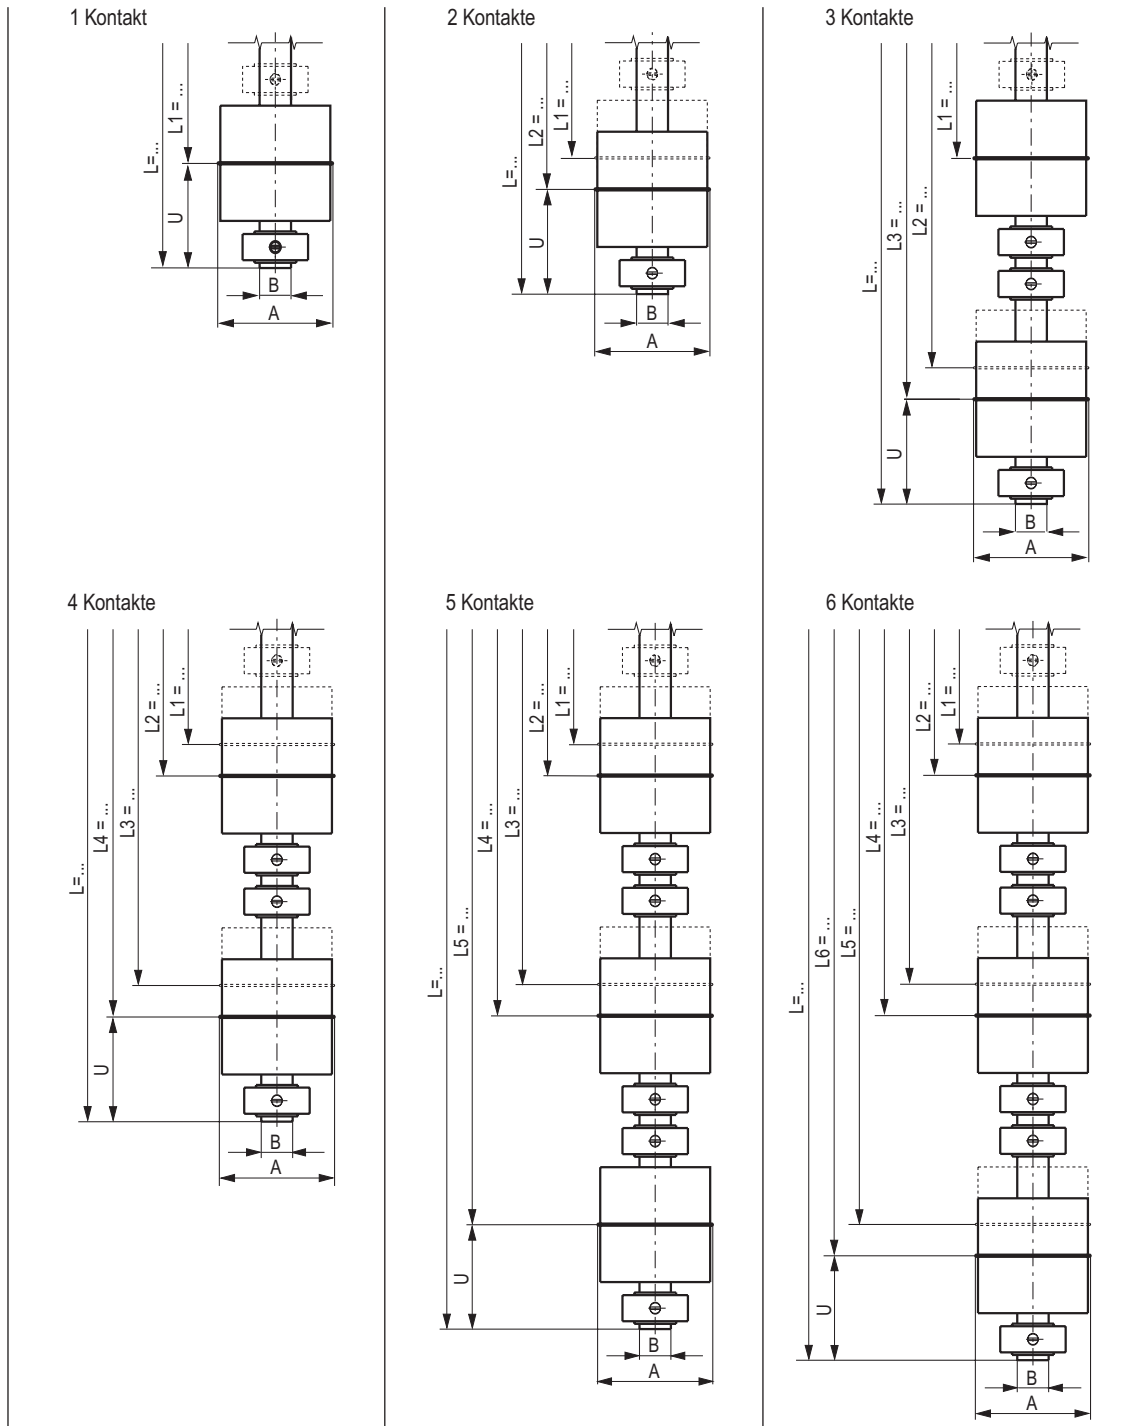 1 Kontakt
L=...
L1 = ...
U
B
A
2 Kontakte
L=...
L2 = ...
L1 = ...
U
B
A
3 Kontakte
L=...
L3 = ...
L2 = ...
L1 = ...
U
B
A
4 Kontakte
L=...
L4 = ...
L3 = ...
L2 = ...
L1 = ...
U
B
A
5 Kontakte
L=...
L5 = ...
L4 = ...
L3 = ...
L2 = ...
L1 = ...
U
B
A
6 Kontakte
L=...
L6 = ...
L5 = ...
L4 = ...
L3 = ...
L2 = ...
L1 = ...
U
B
A